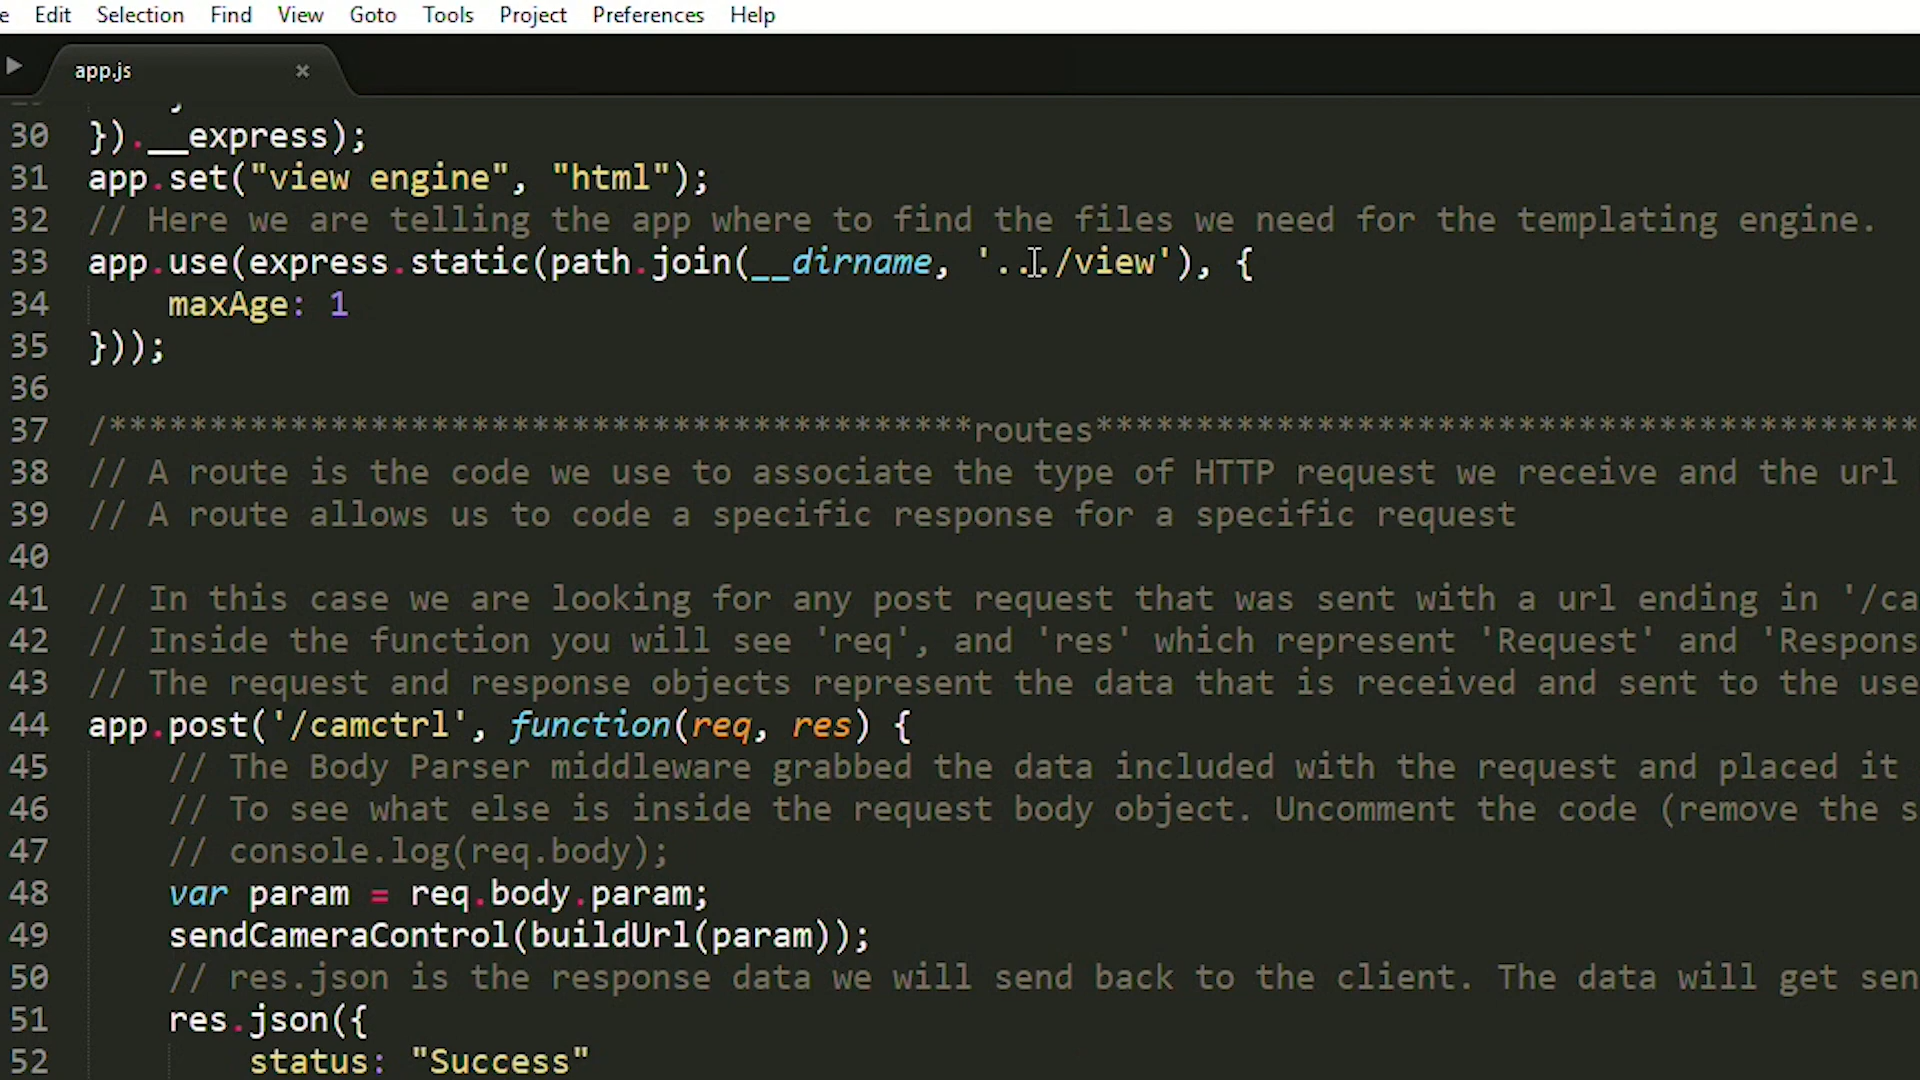 e Edit Selection Find View Goto Tools Project Preferences Help
app.js ×
30 }).__express);
31 app.set("view engine", "html");
32 // Here we are telling the app where to find the files we need for the templating engine.
33 app.use(express.static(path.join(__dirname, '.../view'), {
34 maxAge: 1
35 }));
36
37 /*******************************************routes*****************************************
38 // A route is the code we use to associate the type of HTTP request we receive and the url
39 // A route allows us to code a specific response for a specific request
40
41 // In this case we are looking for any post request that was sent with a url ending in '/ca
42 // Inside the function you will see 'req', and 'res' which represent 'Request' and 'Respons
43 // The request and response objects represent the data that is received and sent to the use
44 app.post('/camctrl', function(req, res) {
45 // The Body Parser middleware grabbed the data included with the request and placed it
46 // To see what else is inside the request body object. Uncomment the code (remove the s
47 // console.log(req.body);
48 var param = req.body.param;
49 sendCameraControl(buildUrl(param));
50 // res.json is the response data we will send back to the client. The data will get sen
51 res.json({
52 status: "Success"